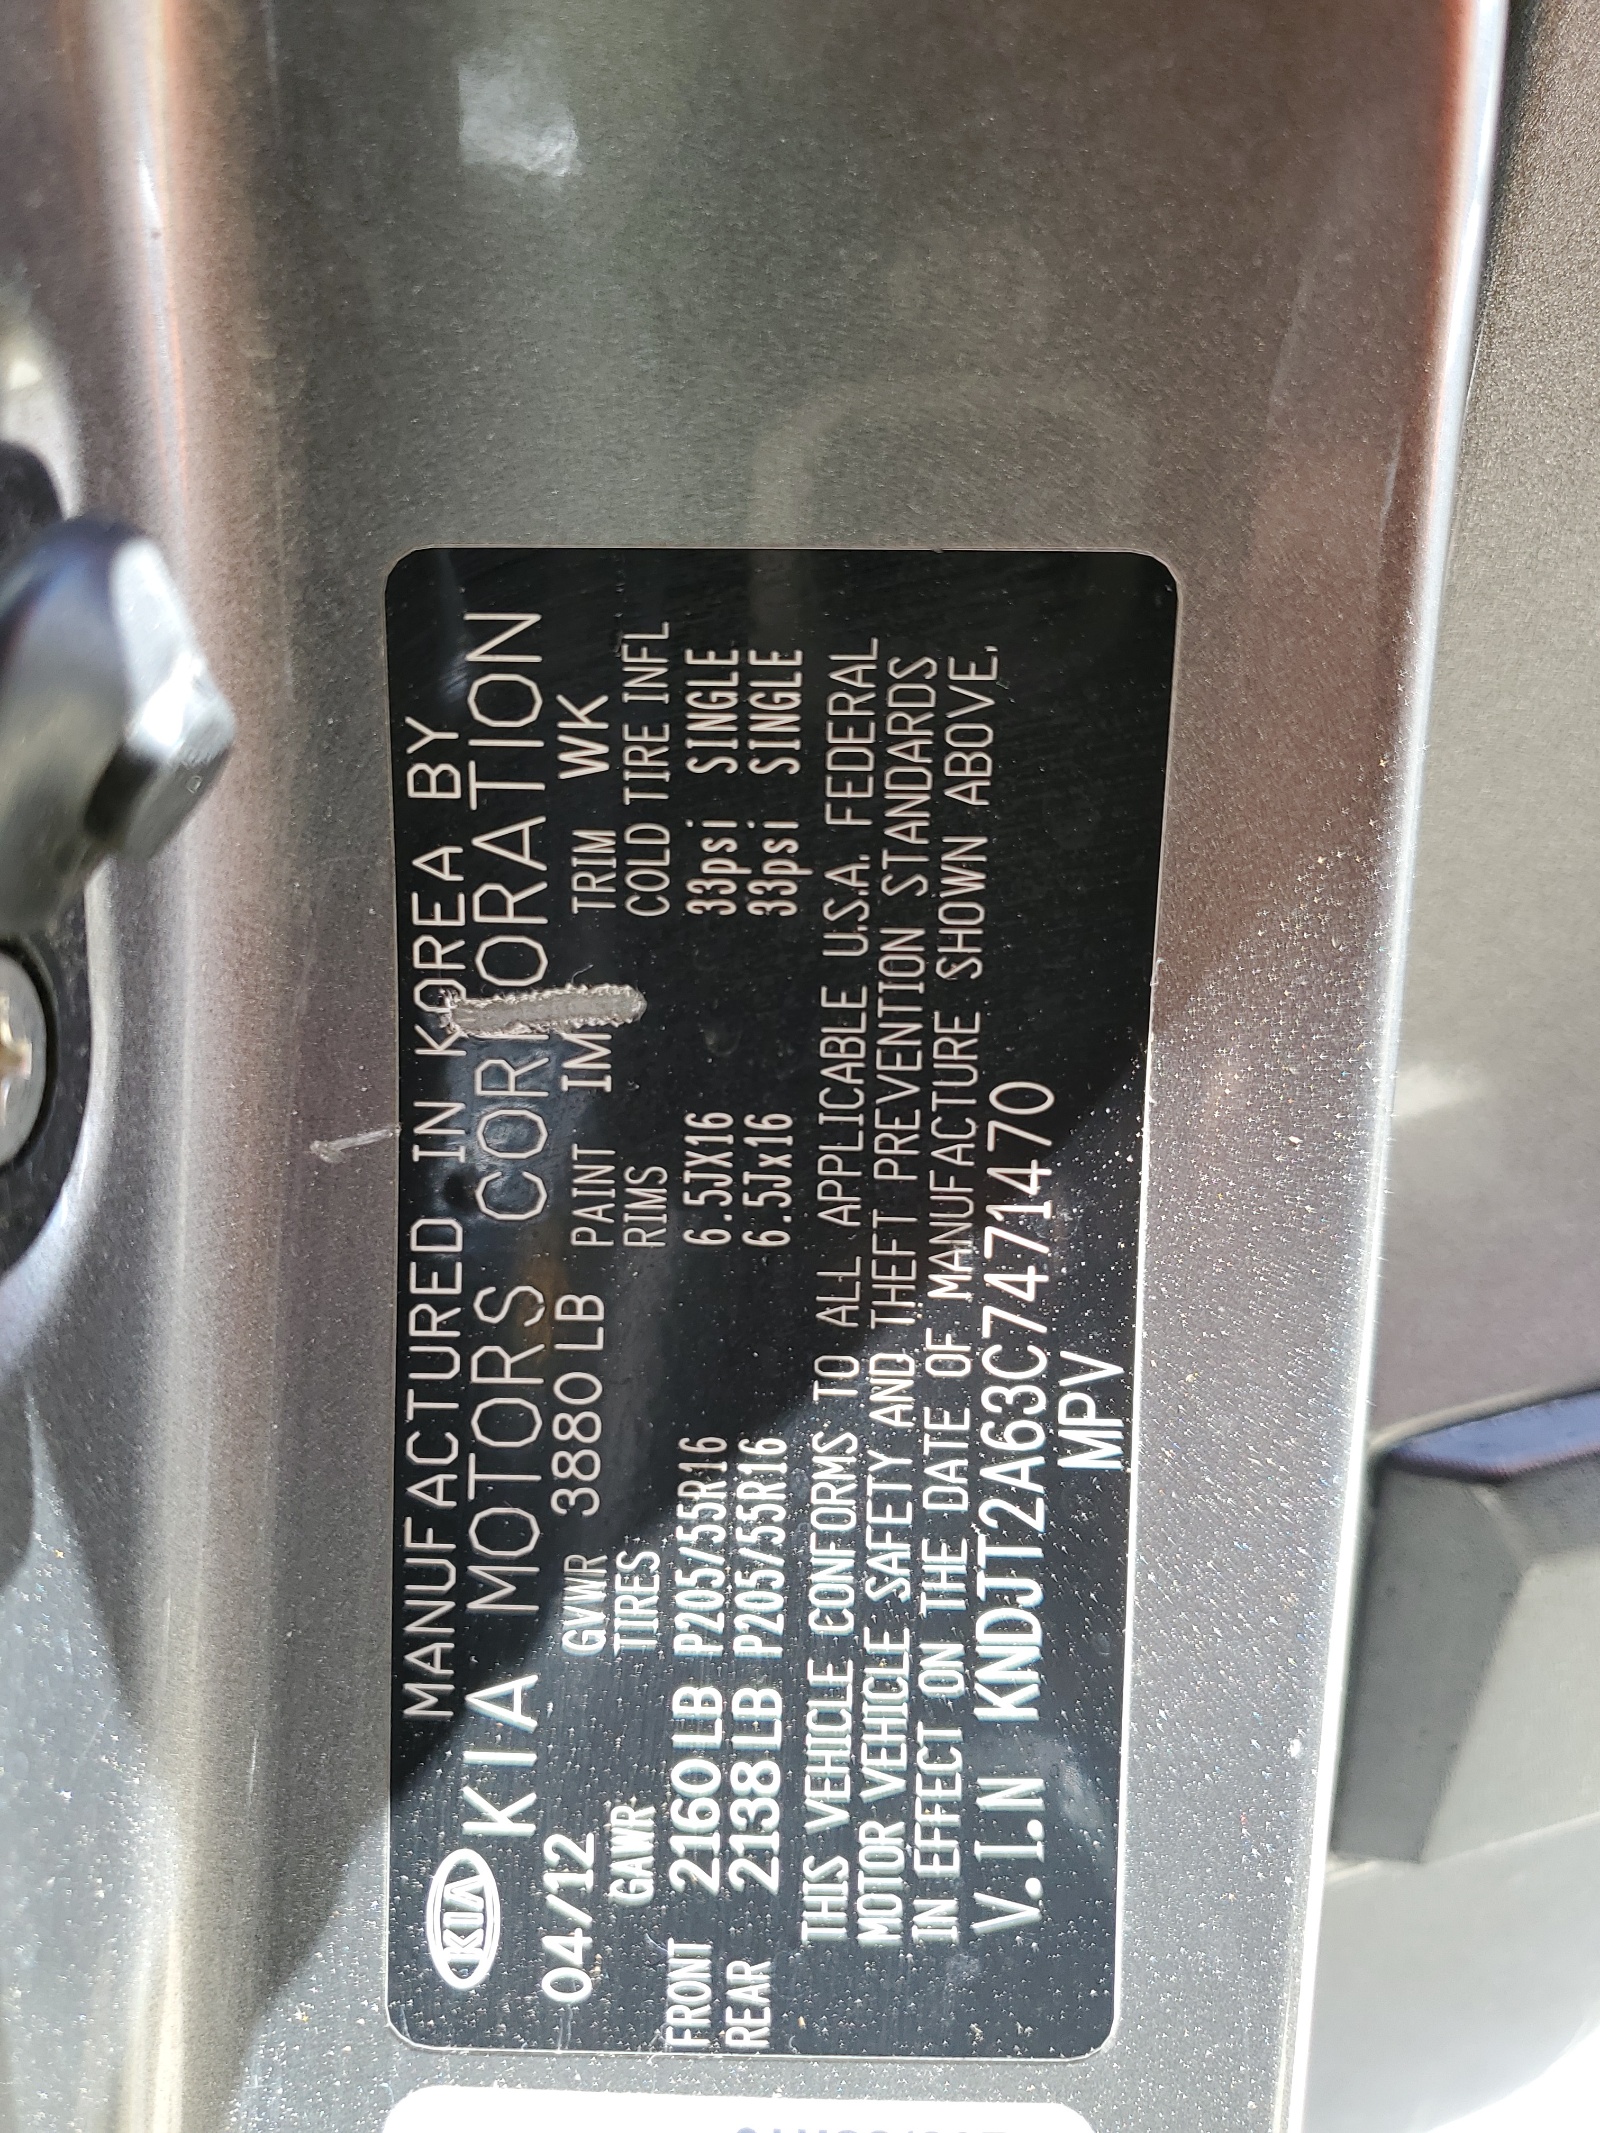 MANUFACTURED IN KOREA BY
KIA KIA MOTORS CORPORATION
04/12 GVWR 3880 LB PAINT IM TRIM WK
GAWR TIRES RIMS COLD TIRE INFL
FRONT 2160 LB P205/55R16 6.5JX16 33psi SINGLE
REAR 2138 LB P205/55R16 6.5Jx16 33psi SINGLE
THIS VEHICLE CONFORMS TO ALL APPLICABLE U.S.A. FEDERAL
MOTOR VEHICLE SAFETY AND THEFT PREVENTION STANDARDS
IN EFFECT ON THE DATE OF MANUFACTURE SHOWN ABOVE.
V.I.N KNDJT2A63C7471470
MPV